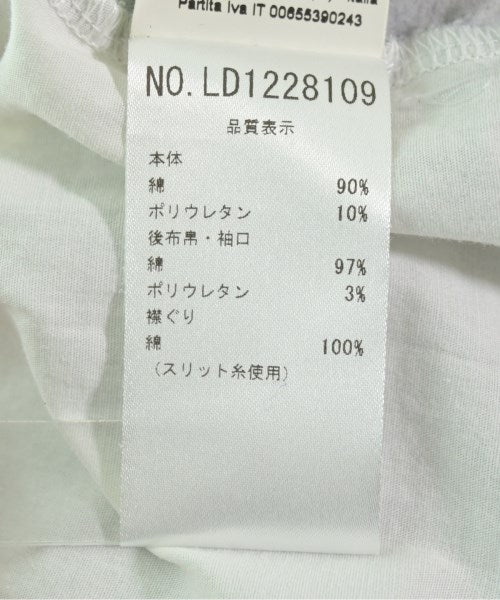 Partita Iva IT 00655390243
NO.LD1228109
品質表示
本体
綿 90%
ポリウレタン 10%
後布帛・袖口
綿 97%
ポリウレタン 3%
襟ぐり
綿 100%
(スリット糸使用)